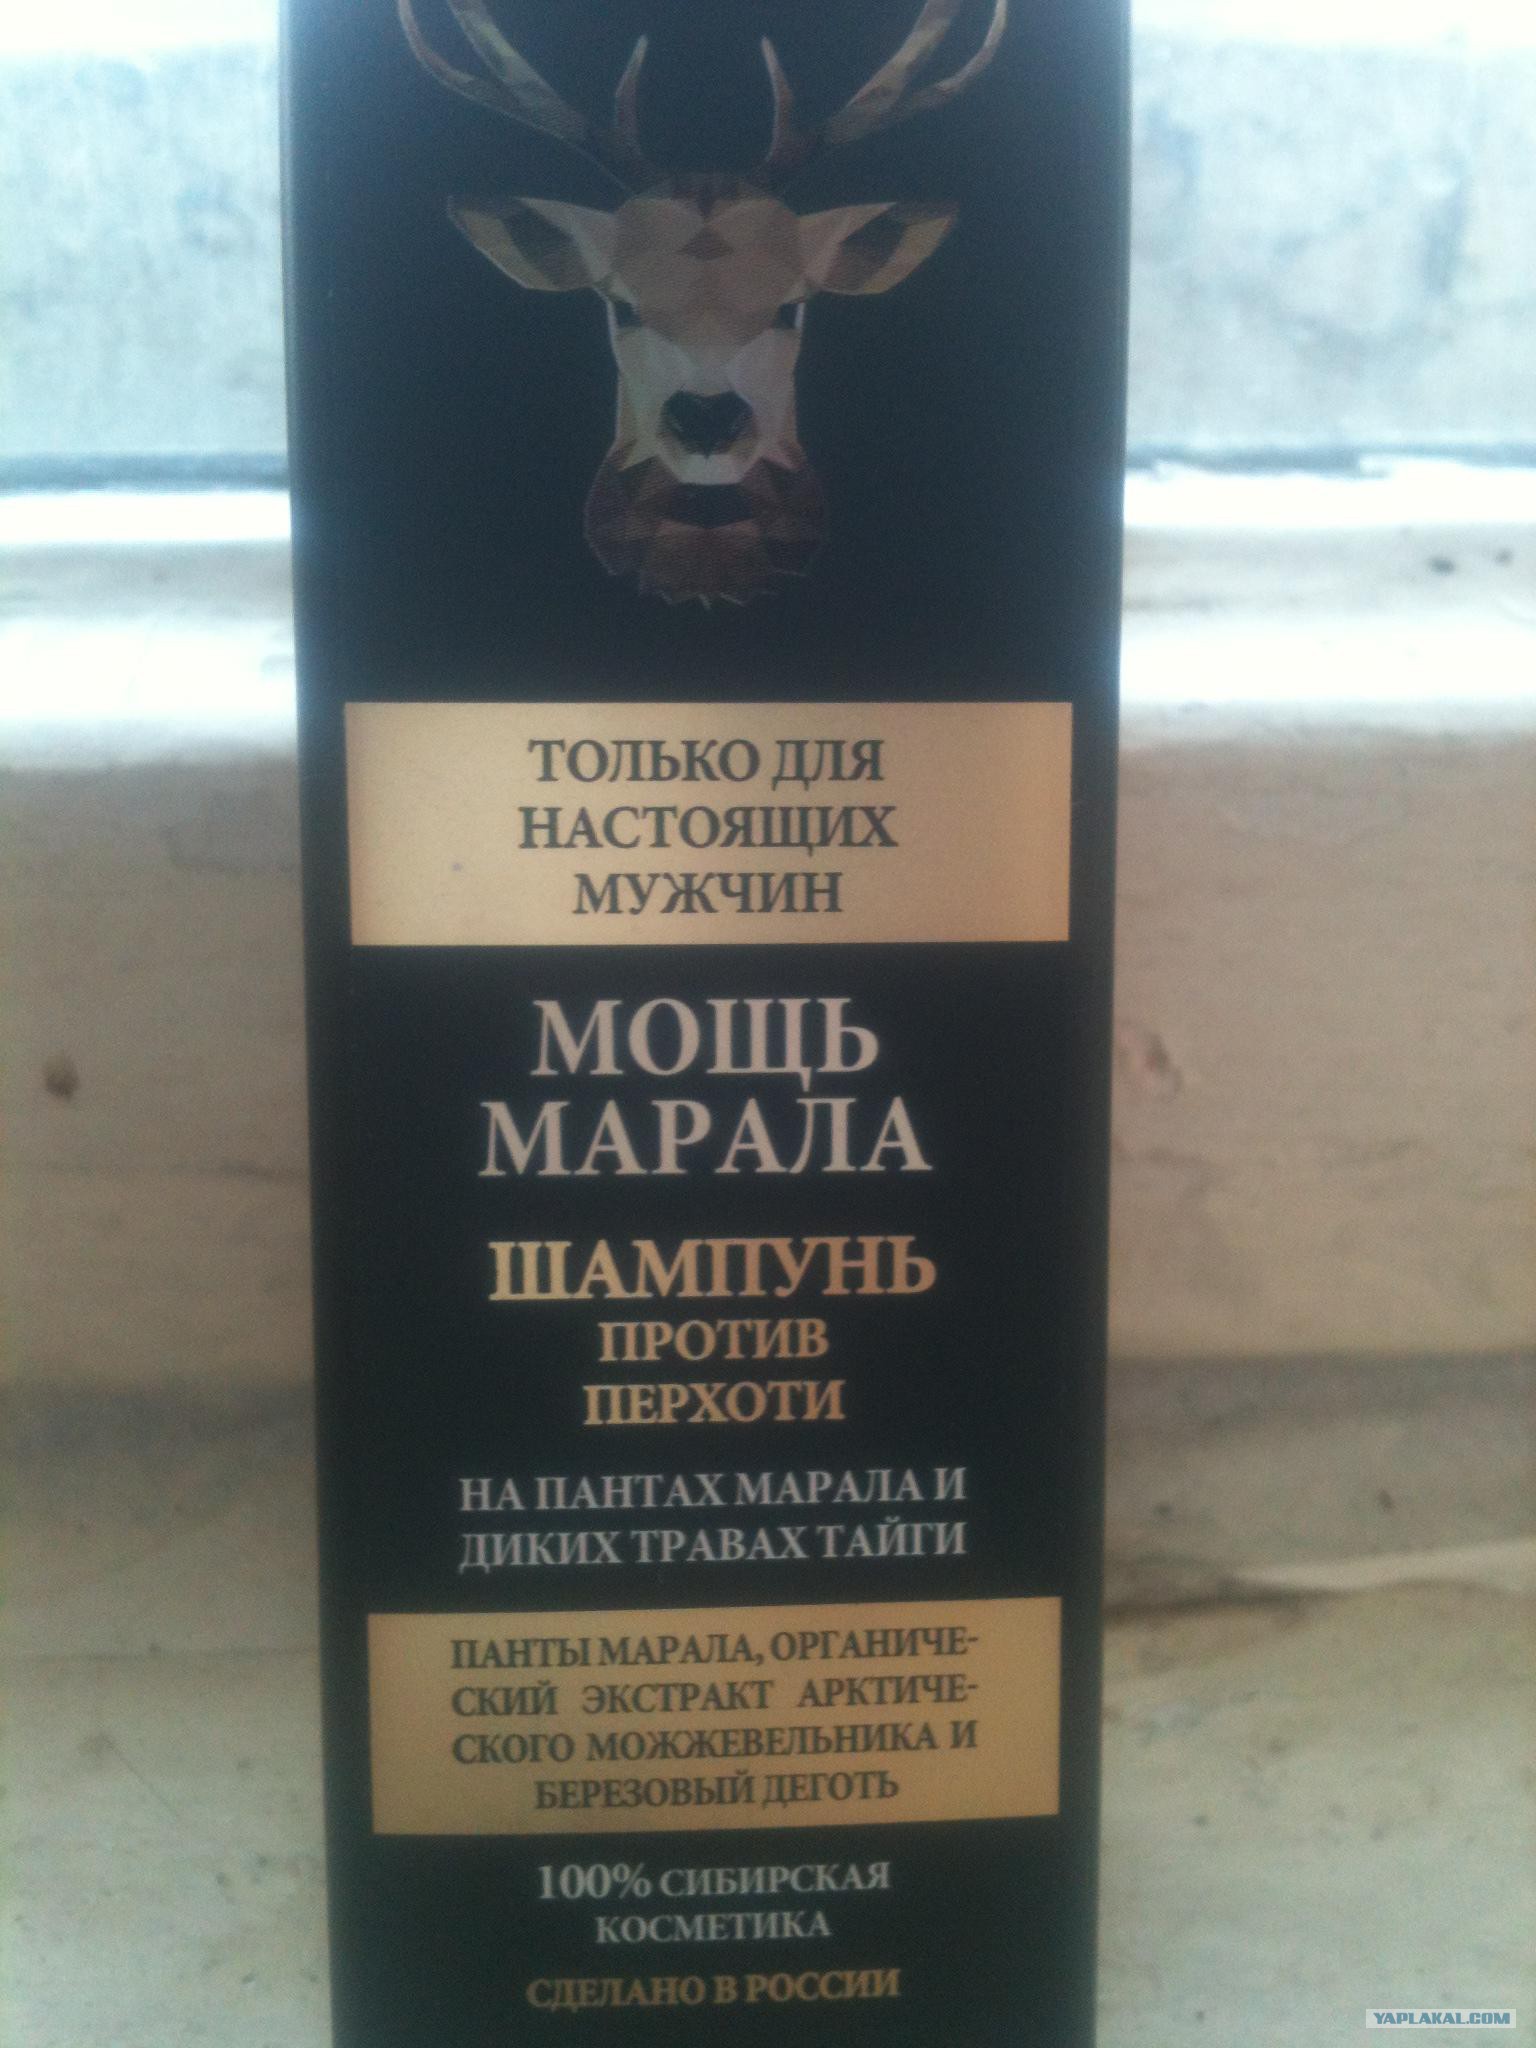 ТОЛЬКО ДЛЯ
НАСТОЯЩИХ
МУЖЧИН
МОЩЬ
МАРАЛА
ШАМПУНЬ
ПРОТИВ
ПЕРХОТИ
НА ПАНТАХ МАРАЛА И
ДИКИХ ТРАВАХ ТАЙГИ
ПАНТЫ МАРАЛА, ОРГАНИЧЕ-
СКИЙ ЭКСТРАКТ АРКТИЧЕ-
СКОГО МОЖЖЕВЕЛЬНИКА И
БЕРЕЗОВЫЙ ДЕГОТЬ
100% СИБИРСКАЯ
КОСМЕТИКА
СДЕЛАНО В РОССИИ
YAPLAKAL.COM